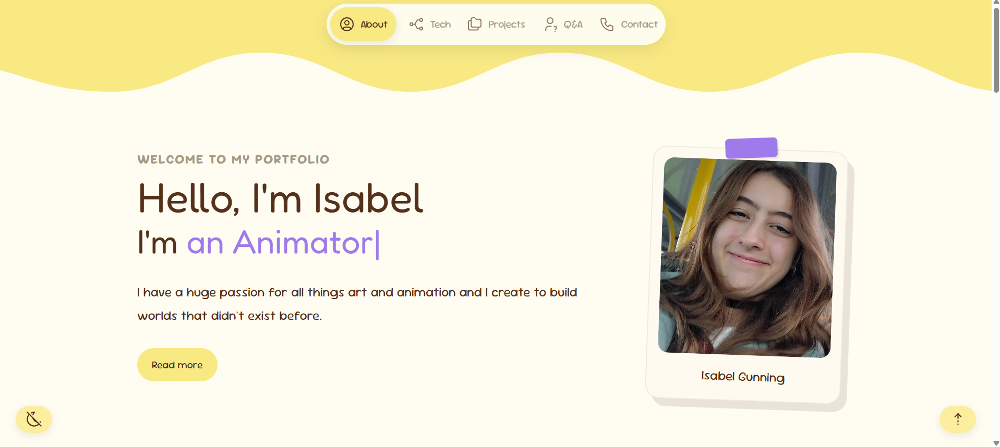 About Tech Projects Q&A Contact
WELCOME TO MY PORTFOLIO
Hello, I'm Isabel
I'm an Animator|
I have a huge passion for all things art and animation and I create to build
worlds that didn't exist before.
Read more
Isabel Gunning